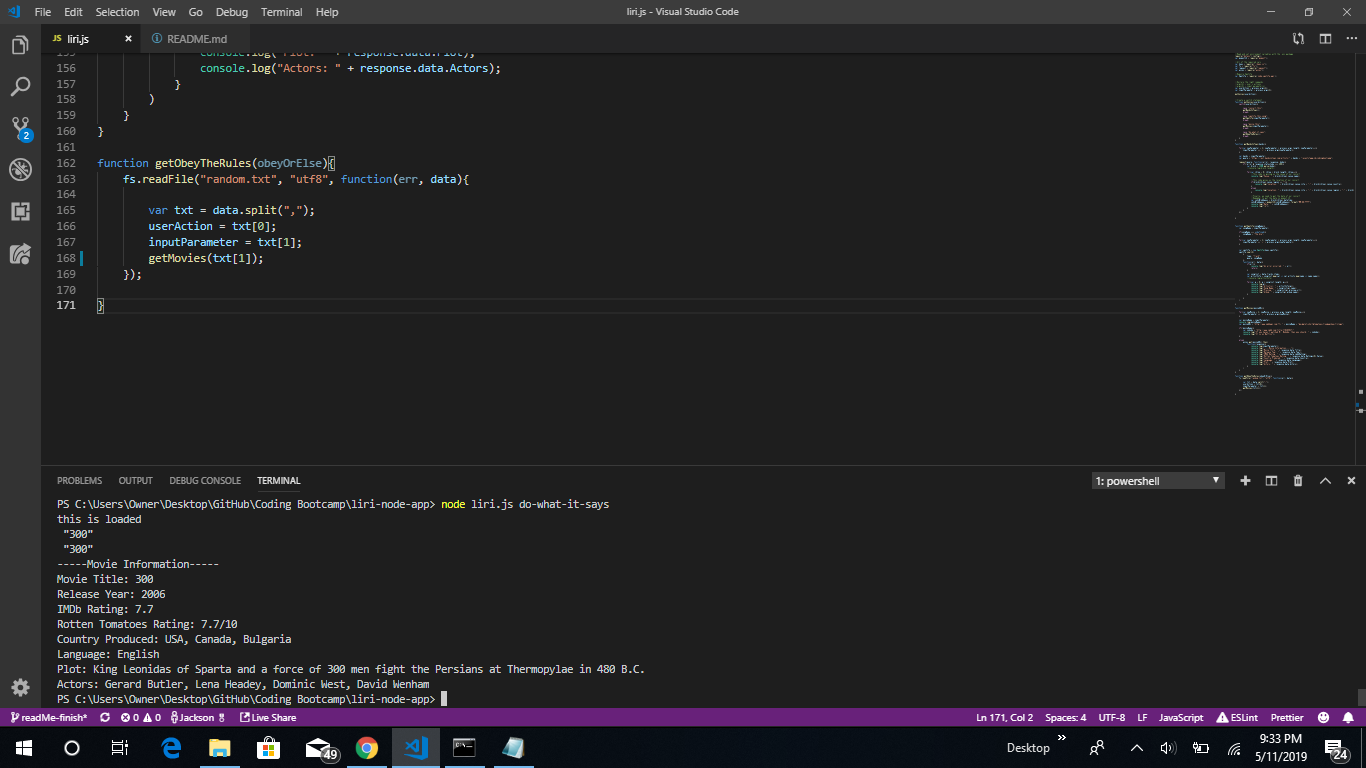 File Edit Selection View Go Debug Terminal Help
liri.js - Visual Studio Code
JS liri.js × README.md
156 console.log("Actors: " + response.data.Actors);
157 }
158 )
159 }
160 }
161
162 function getObeyTheRules(obeyOrElse){
163 fs.readFile("random.txt", "utf8", function(err, data){
164
165 var txt = data.split(",");
166 userAction = txt[0];
167 inputParameter = txt[1];
168 getMovies(txt[1]);
169 });
170
171 }
2
PROBLEMS OUTPUT DEBUG CONSOLE TERMINAL
1: powershell
PS C:\Users\Owner\Desktop\GitHub\Coding Bootcamp\liri-node-app> node liri.js do-what-it-says
this is loaded
"300"
"300"
-----Movie Information-----
Movie Title: 300
Release Year: 2006
IMDb Rating: 7.7
Rotten Tomatoes Rating: 7.7/10
Country Produced: USA, Canada, Bulgaria
Language: English
Plot: King Leonidas of Sparta and a force of 300 men fight the Persians at Thermopylae in 480 B.C.
Actors: Gerard Butler, Lena Headey, Dominic West, David Wenham
PS C:\Users\Owner\Desktop\GitHub\Coding Bootcamp\liri-node-app>
readMe-finish* 0 0 Jackson 8 Live Share
Ln 171, Col 2 Spaces: 4 UTF-8 LF JavaScript ESLint Prettier
49
Desktop
9:33 PM
5/11/2019
24